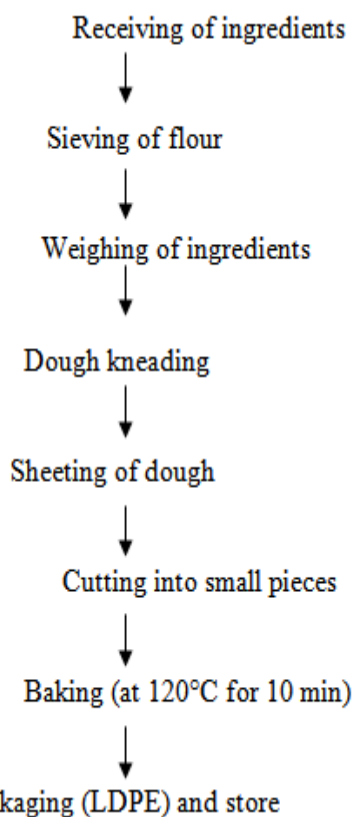 Receiving of ingredients
Sieving of flour
Weighing of ingredients
Dough kneading
Sheeting of dough
Cutting into small pieces
Baking (at 120°C for 10 min)
kaging (LDPE) and store